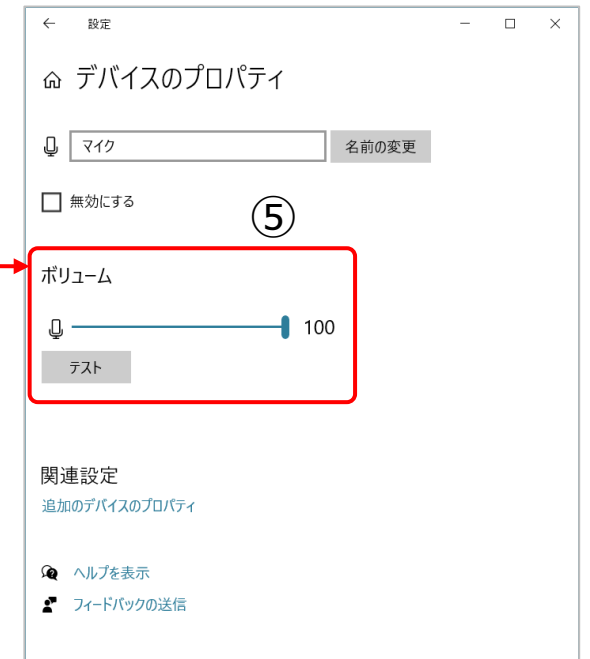 設定
デバイスのプロパティ
マイク
名前の変更
無効にする
⑤
ボリューム
100
テスト
関連設定
追加のデバイスのプロパティ
ヘルプを表示
フィードバックの送信